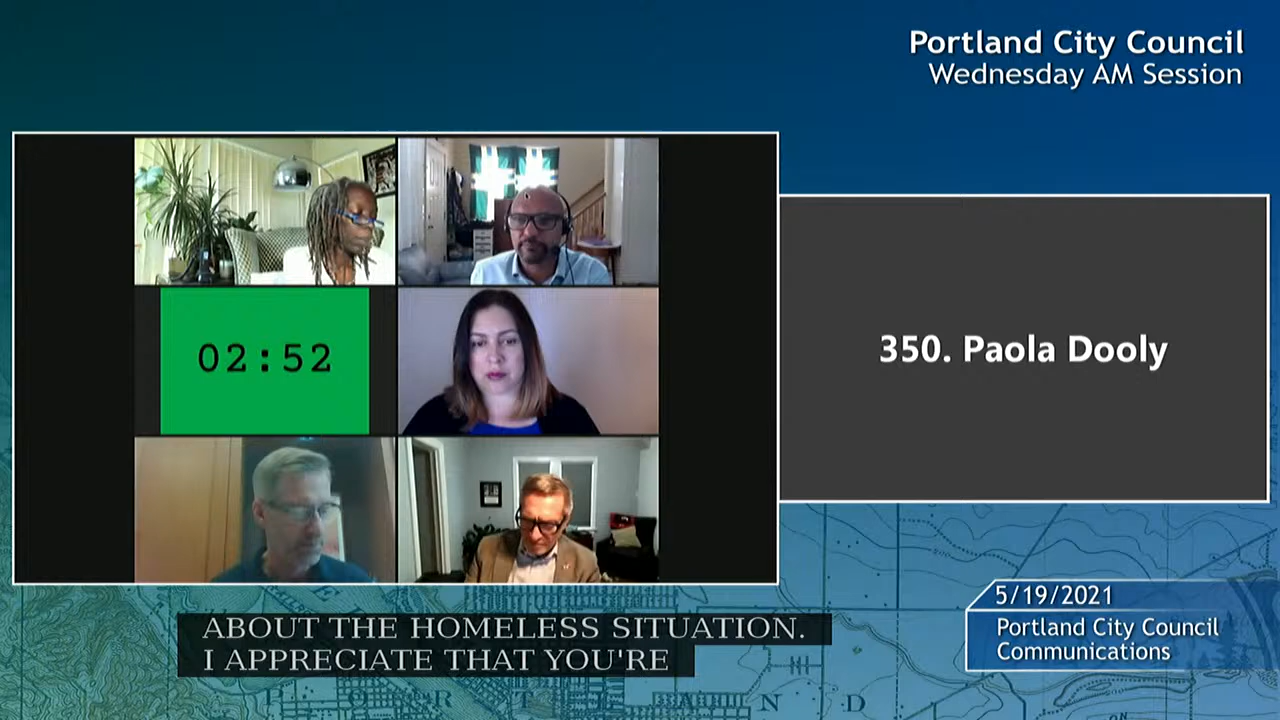 Portland City Council
Wednesday AM Session
02:52
350. Paola Dooly
5/19/2021
Portland City Council
Communications
ABOUT THE HOMELESS SITUATION.
I APPRECIATE THAT YOU'RE
P O R T L A N D